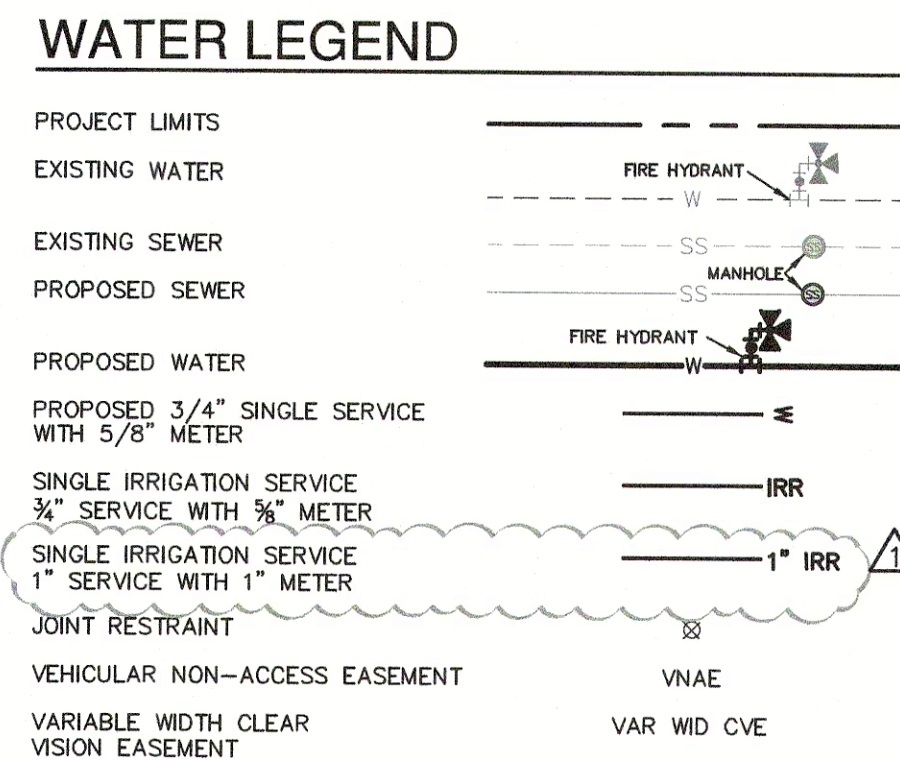 WATER LEGEND
PROJECT LIMITS
EXISTING WATER
FIRE HYDRANT
W
EXISTING SEWER
SS
SS
MANHOLE
PROPOSED SEWER
SS
SS
FIRE HYDRANT
PROPOSED WATER
W
PROPOSED 3/4" SINGLE SERVICE
WITH 5/8" METER
W
SINGLE IRRIGATION SERVICE
¾" SERVICE WITH ⅝" METER
IRR
SINGLE IRRIGATION SERVICE
1" SERVICE WITH 1" METER
1" IRR
1
JOINT RESTRAINT
VEHICULAR NON-ACCESS EASEMENT
VNAE
VARIABLE WIDTH CLEAR
VISION EASEMENT
VAR WID CVE